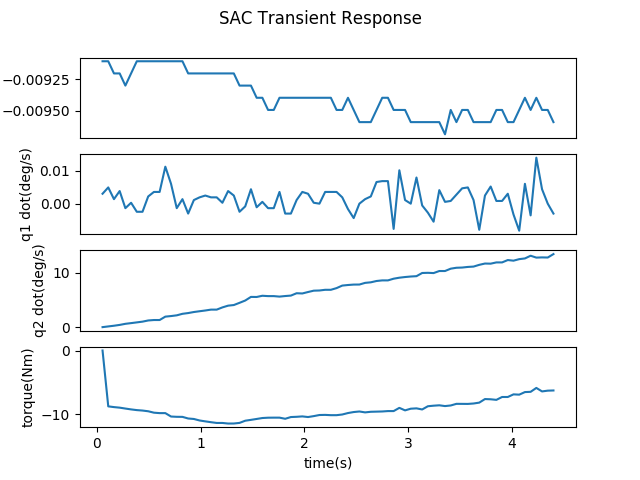 SAC Transient Response
−0.00925
−0.00950
q1 dot(deg/s)
0.01
0.00
q2 dot(deg/s)
10
0
torque(Nm)
0
−10
0 1 2 3 4
time(s)